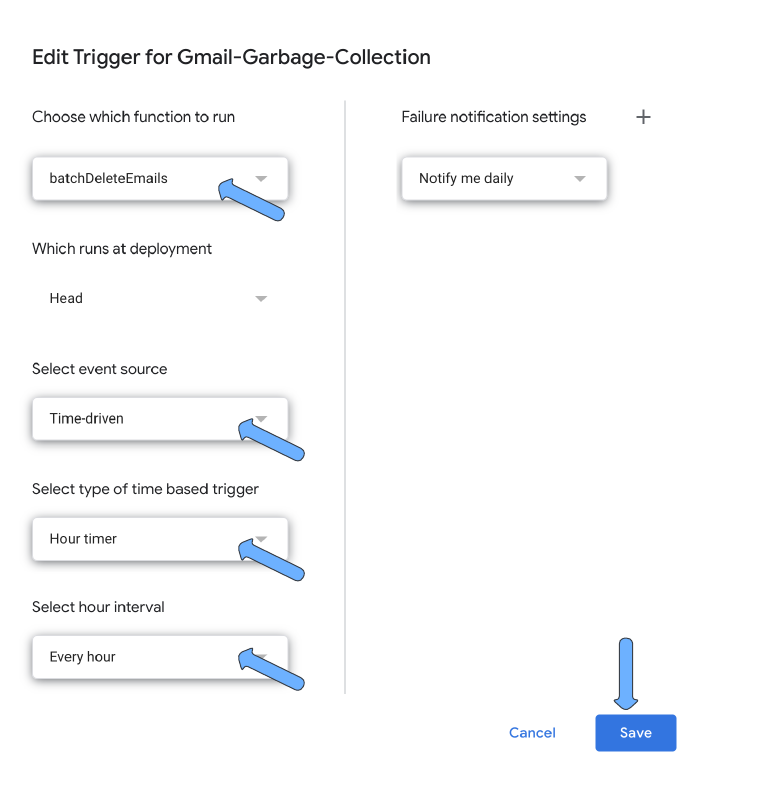 Edit Trigger for Gmail-Garbage-Collection
Choose which function to run
batchDeleteEmails
Which runs at deployment
Head
Select event source
Time-driven
Select type of time based trigger
Hour timer
Select hour interval
Every hour
Failure notification settings
Notify me daily
Cancel
Save